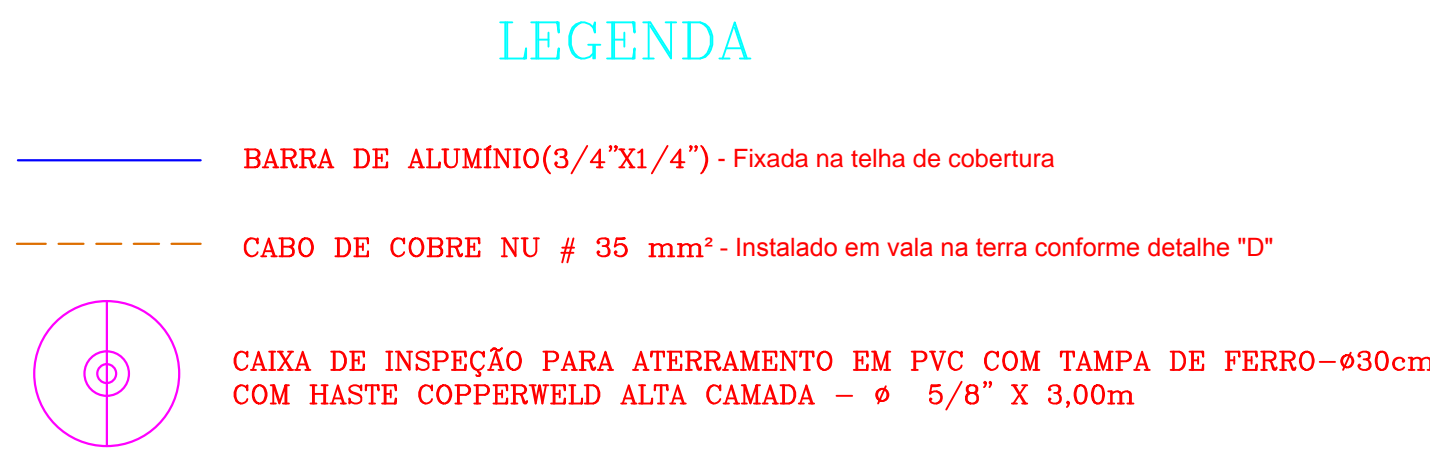 LEGENDA
BARRA DE ALUMÍNIO(3/4"X1/4") - Fixada na telha de cobertura
CABO DE COBRE NU # 35 mm² - Instalado em vala na terra conforme detalhe "D"
CAIXA DE INSPEÇÃO PARA ATERRAMENTO EM PVC COM TAMPA DE FERRO-ø30cm
COM HASTE COPPERWELD ALTA CAMADA - ø 5/8" X 3,00m